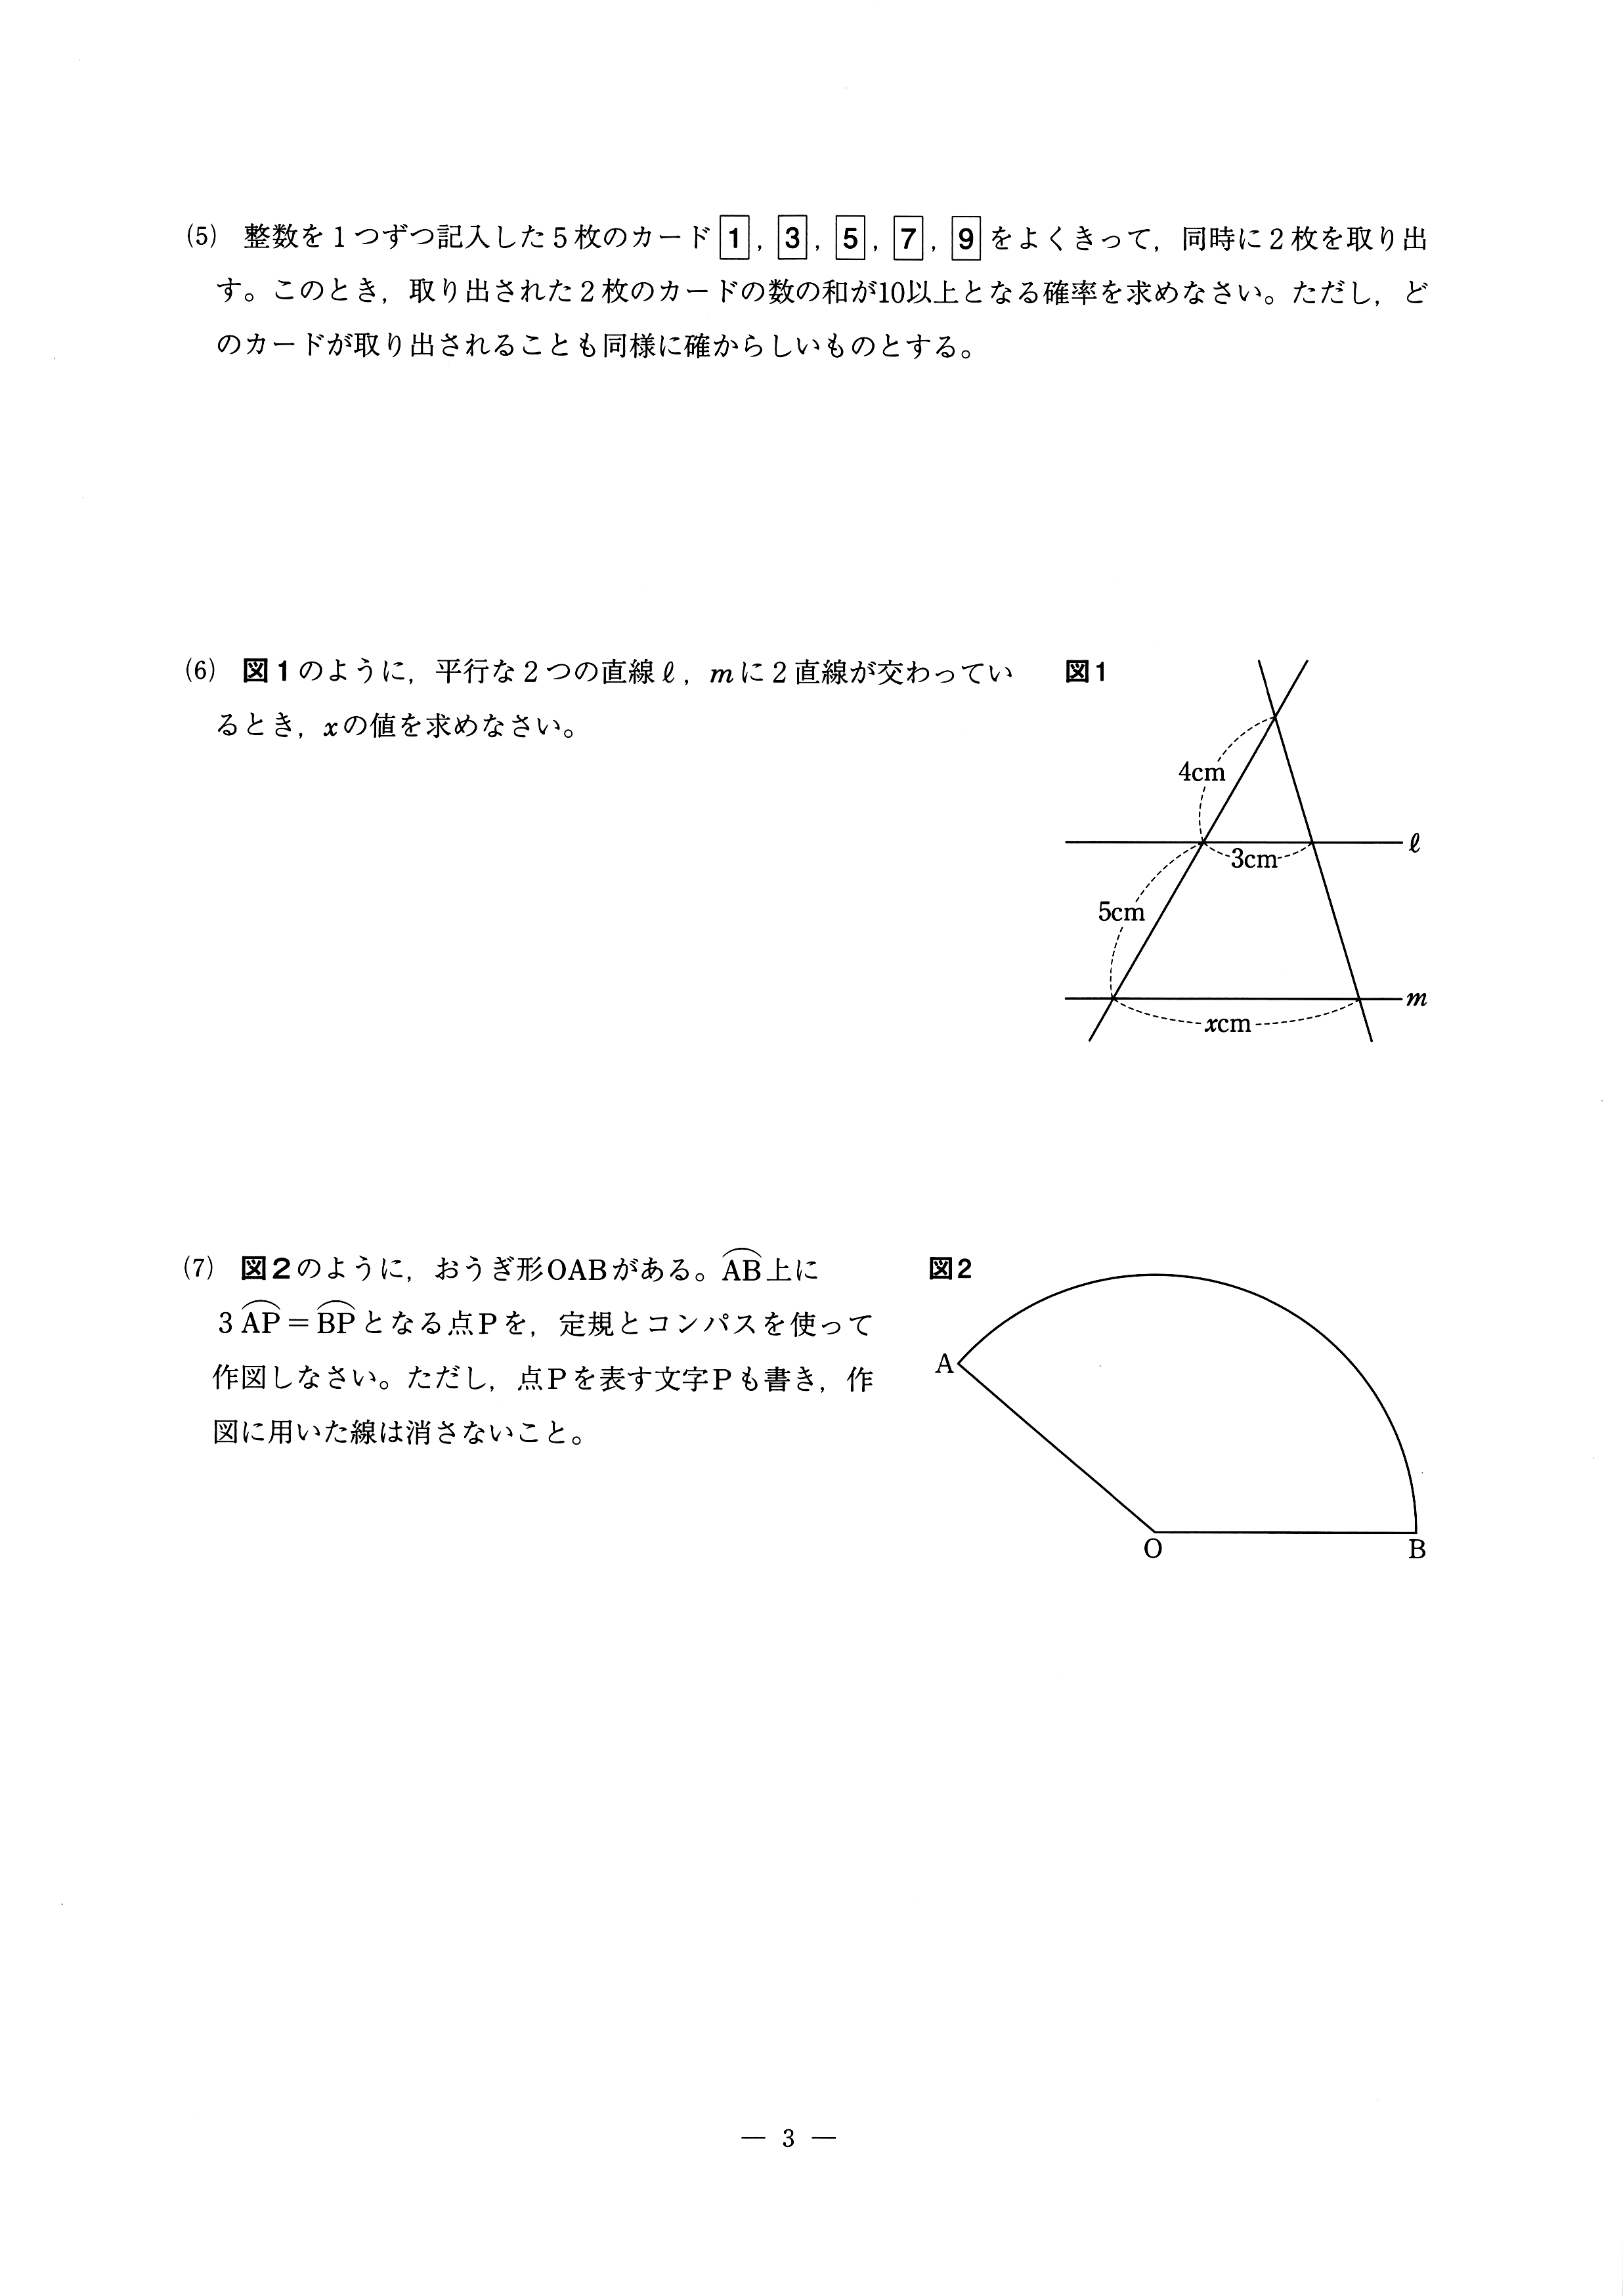 (5) 整数を1つずつ記入した5枚のカード 1 , 3 , 5 , 7 , 9 をよくきって, 同時に2枚を取り出
す。このとき, 取り出された2枚のカードの数の和が10以上となる確率を求めなさい。ただし, ど
のカードが取り出されることも同様に確からしいものとする。
(6) 図1のように, 平行な2つの直線ℓ, mに2直線が交わってい
るとき, xの値を求めなさい。
図1
4cm
ℓ
3cm
5cm
m
xcm
(7) 図2のように, おうぎ形OABがある。A͡B上に
3A͡P=B͡Pとなる点Pを, 定規とコンパスを使って
作図しなさい。ただし, 点Pを表す文字Pも書き, 作
図に用いた線は消さないこと。
図2
A
O
B
— 3 —